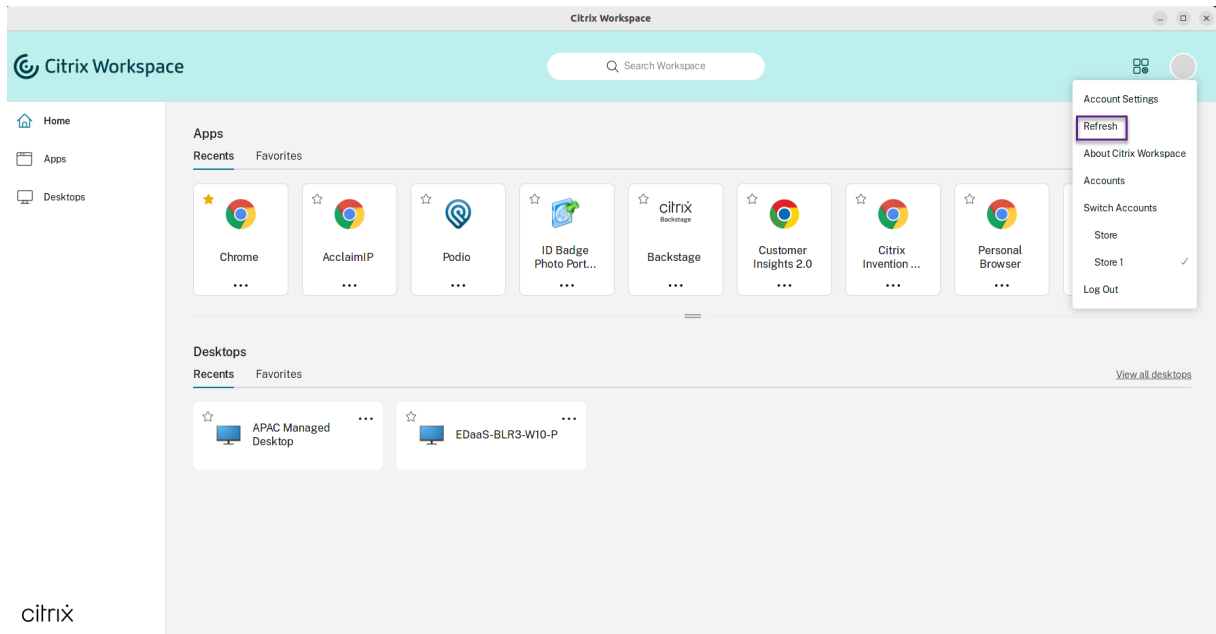 Citrix Workspace
Citrix Workspace
Search Workspace
Account Settings
Refresh
About Citrix Workspace
Accounts
Switch Accounts
Store
Store 1
Log Out
Home
Apps
Desktops
Apps
Recents Favorites
Chrome
AcclaimIP
Podio
ID Badge
Photo Port...
citrix
Backstage
Backstage
Customer
Insights 2.0
Citrix
Invention ...
Personal
Browser
Desktops
Recents Favorites
View all desktops
APAC Managed
Desktop
EDaaS-BLR3-W10-P
citrix